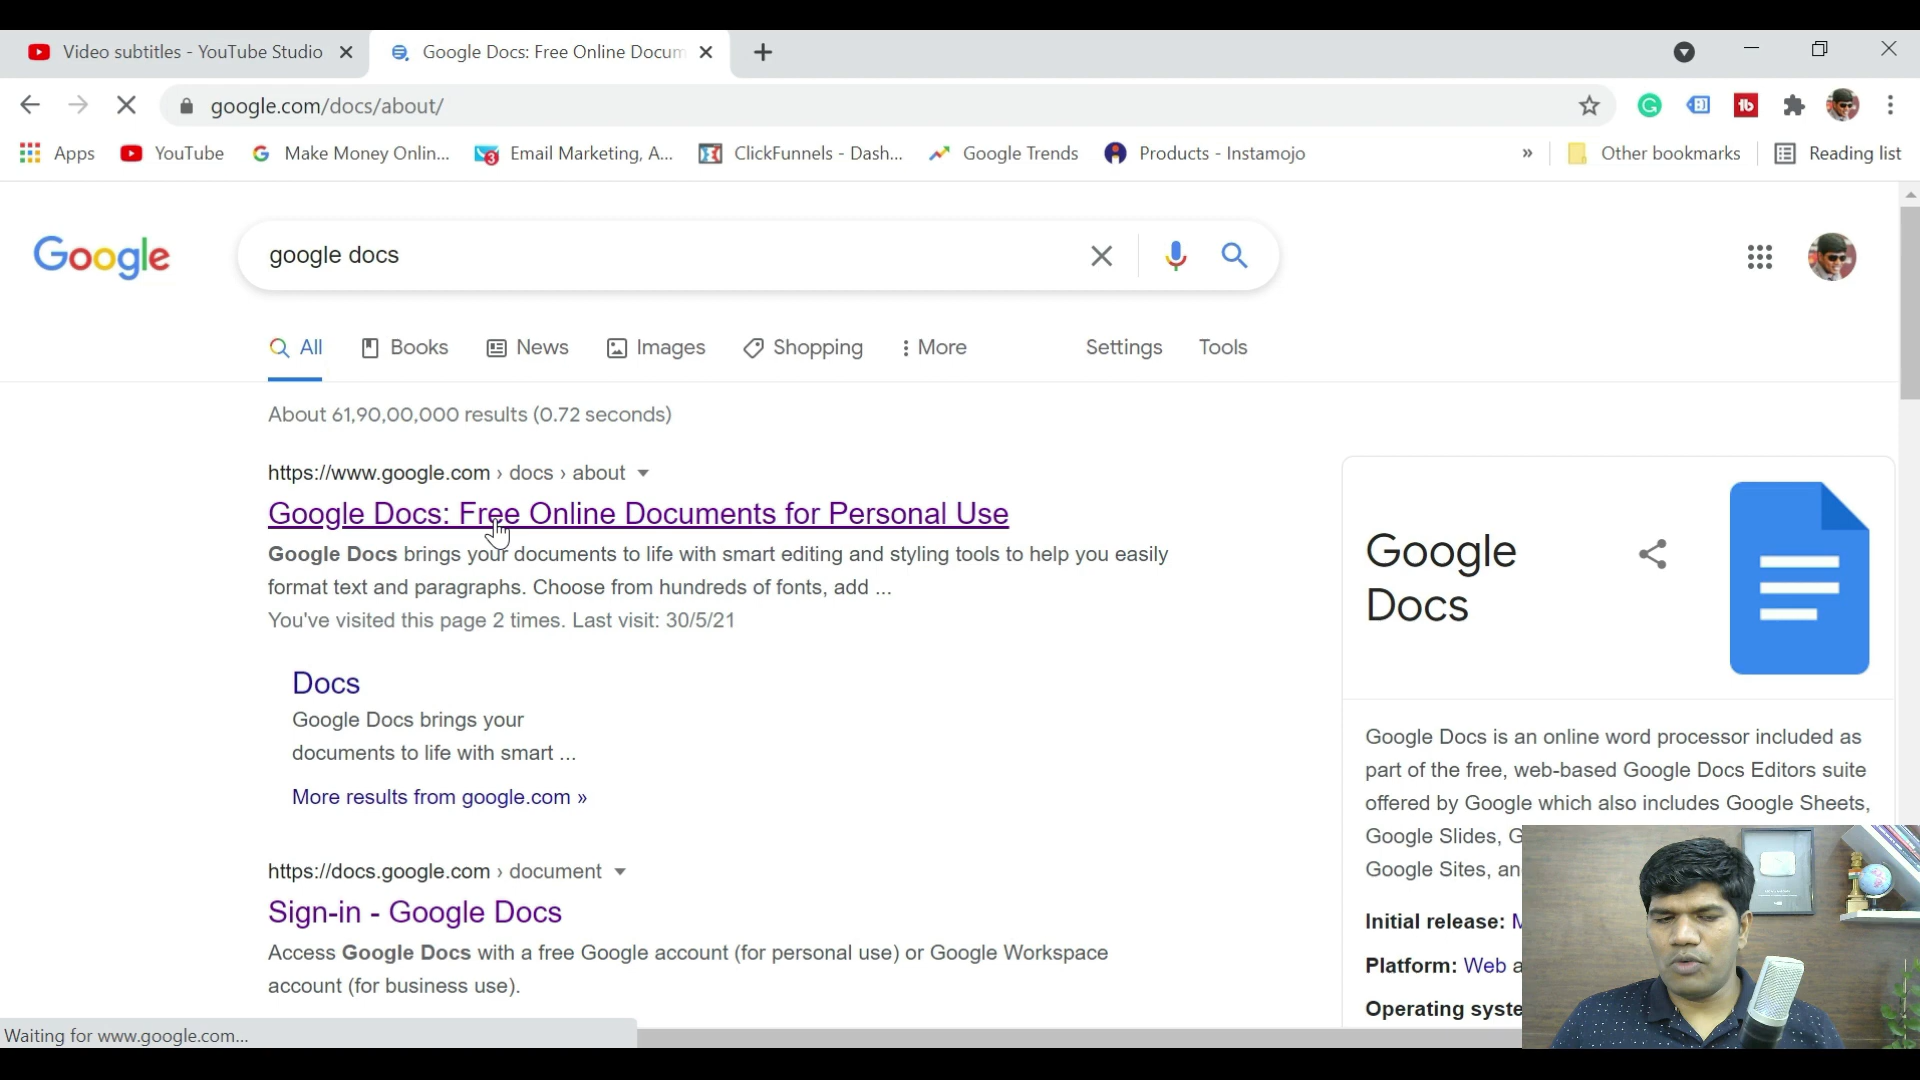 Video subtitles - YouTube Studio
Google Docs: Free Online Docum
google.com/docs/about/
Apps
YouTube
Make Money Onlin...
Email Marketing, A...
ClickFunnels - Dash...
Google Trends
Products - Instamojo
»
Other bookmarks
Reading list
Google
google docs
All
Books
News
Images
Shopping
More
Settings
Tools
About 61,90,00,000 results (0.72 seconds)
https://www.google.com › docs › about
Google Docs: Free Online Documents for Personal Use
Google Docs brings your documents to life with smart editing and styling tools to help you easily
format text and paragraphs. Choose from hundreds of fonts, add ...
You've visited this page 2 times. Last visit: 30/5/21
Docs
Google Docs brings your
documents to life with smart ...
More results from google.com »
https://docs.google.com › document
Sign-in - Google Docs
Access Google Docs with a free Google account (for personal use) or Google Workspace
account (for business use).
Google
Docs
Google Docs is an online word processor included as
part of the free, web-based Google Docs Editors suite
offered by Google which also includes Google Sheets,
Google Slides, G
Google Sites, an
Initial release: M
Platform: Web a
Operating syste
Waiting for www.google.com...